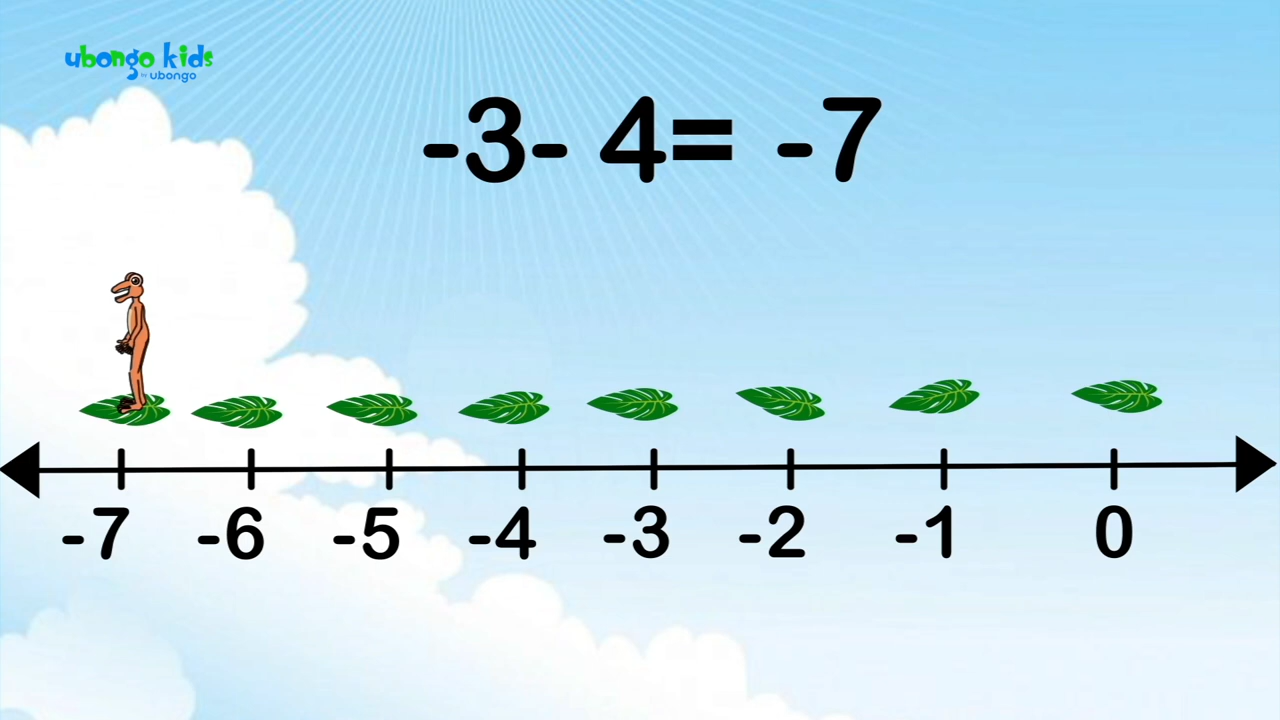 ubongo kids
by ubongo
-3- 4= -7
-7 -6 -5 -4 -3 -2 -1 0